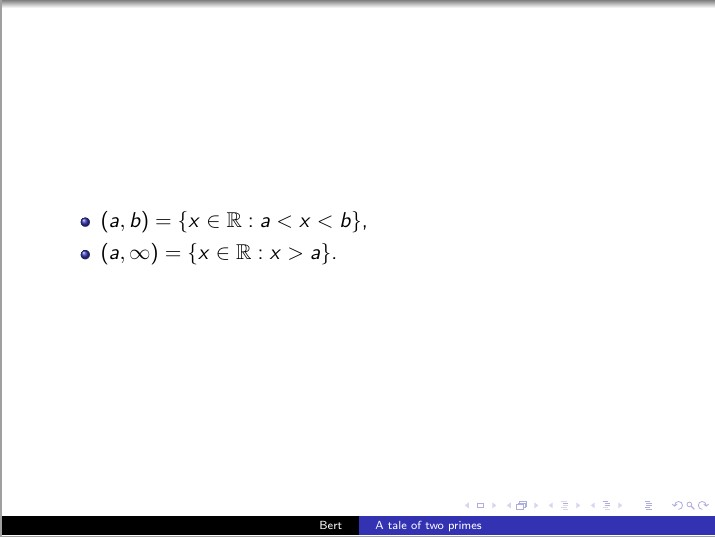 (a, b) = {x ∈ ℝ : a < x < b},
(a, ∞) = {x ∈ ℝ : x > a}.
Bert
A tale of two primes